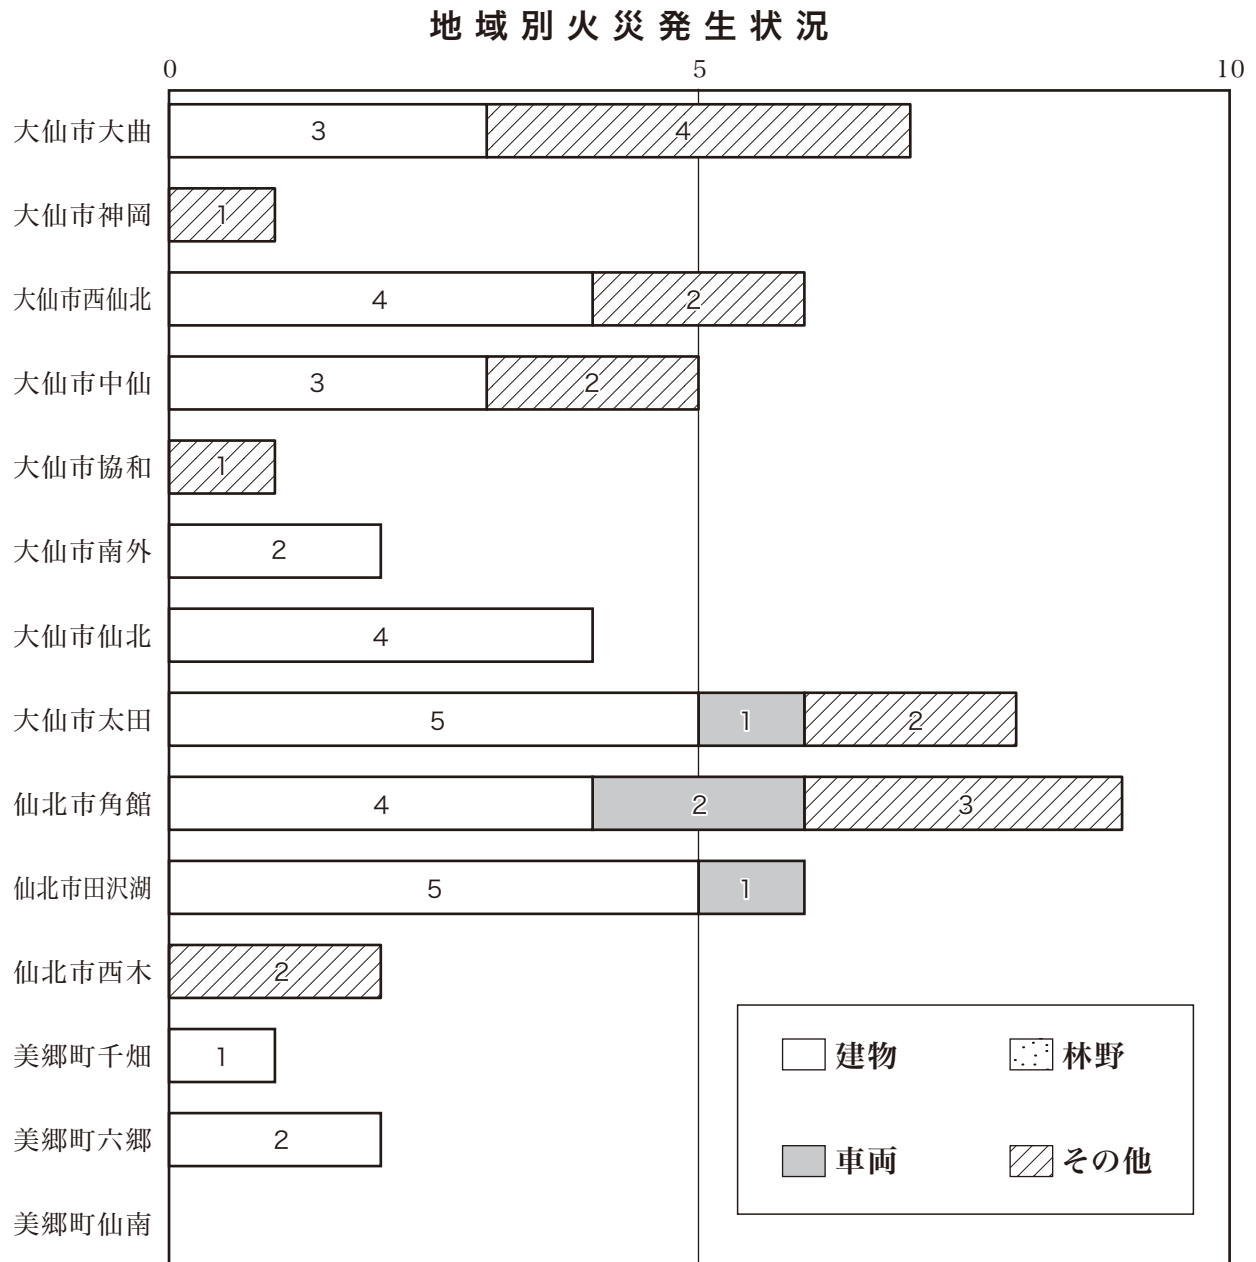 地域別火災発生状況
0 5 10
大仙市大曲 3 4
大仙市神岡 1
大仙市西仙北 4 2
大仙市中仙 3 2
大仙市協和 1
大仙市南外 2
大仙市仙北 4
大仙市太田 5 1 2
仙北市角館 4 2 3
仙北市田沢湖 5 1
仙北市西木 2
美郷町千畑 1
美郷町六郷 2
美郷町仙南
建物 林野
車両 その他